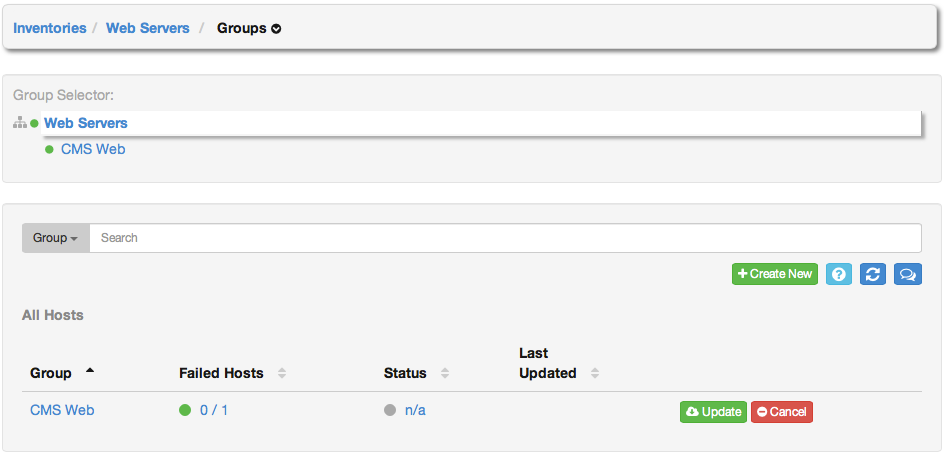 Inventories / Web Servers / Groups
Group Selector:
Web Servers
CMS Web
Group Search
Create New
All Hosts
Group Failed Hosts Status Last Updated
CMS Web 0 / 1 n/a Update Cancel